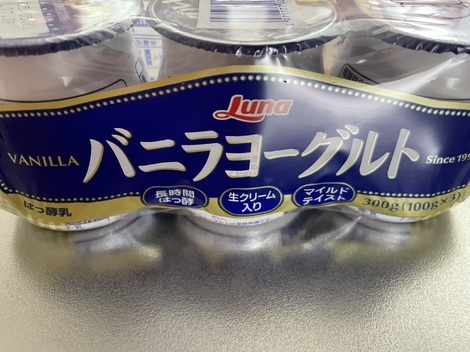 Luna
VANILLA
バニラヨーグルト
Since 199
はっ酵乳
長時間
はっ酵
生クリーム
入り
マイルド
テイスト
300g(100g×3)